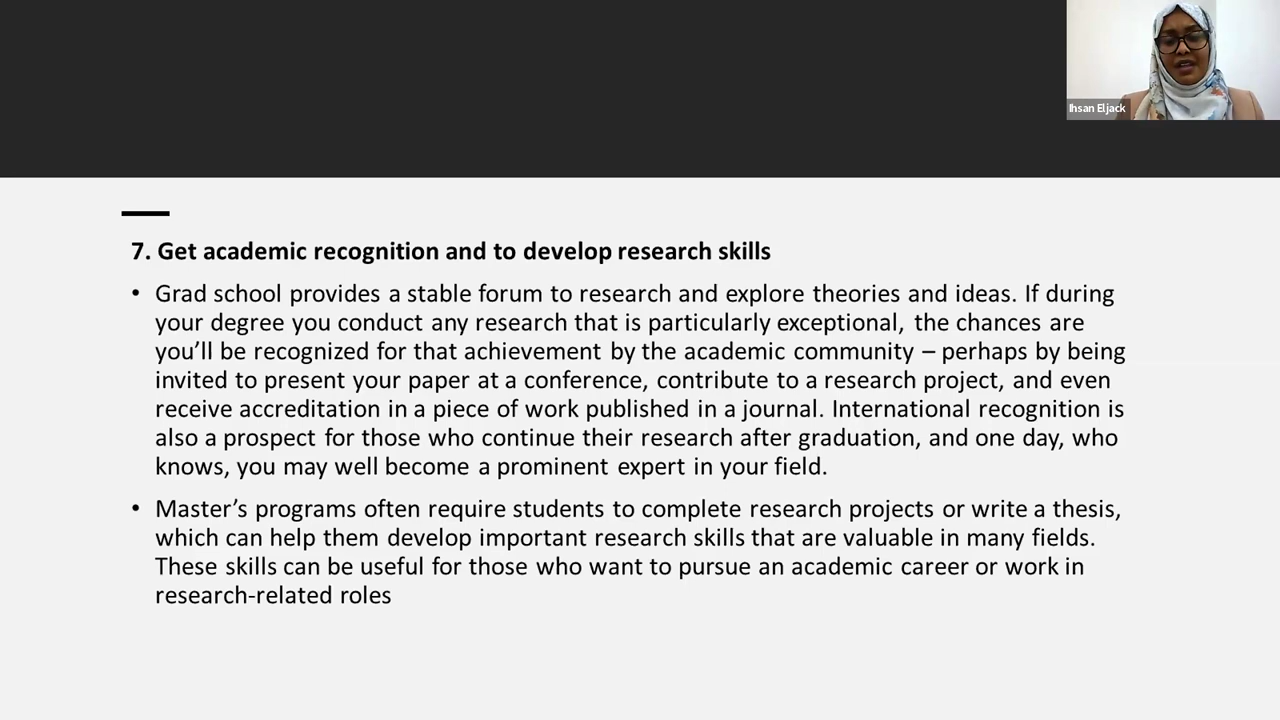 Ihsan Eljack
7. Get academic recognition and to develop research skills
• Grad school provides a stable forum to research and explore theories and ideas. If during
your degree you conduct any research that is particularly exceptional, the chances are
you’ll be recognized for that achievement by the academic community – perhaps by being
invited to present your paper at a conference, contribute to a research project, and even
receive accreditation in a piece of work published in a journal. International recognition is
also a prospect for those who continue their research after graduation, and one day, who
knows, you may well become a prominent expert in your field.
• Master’s programs often require students to complete research projects or write a thesis,
which can help them develop important research skills that are valuable in many fields.
These skills can be useful for those who want to pursue an academic career or work in
research-related roles